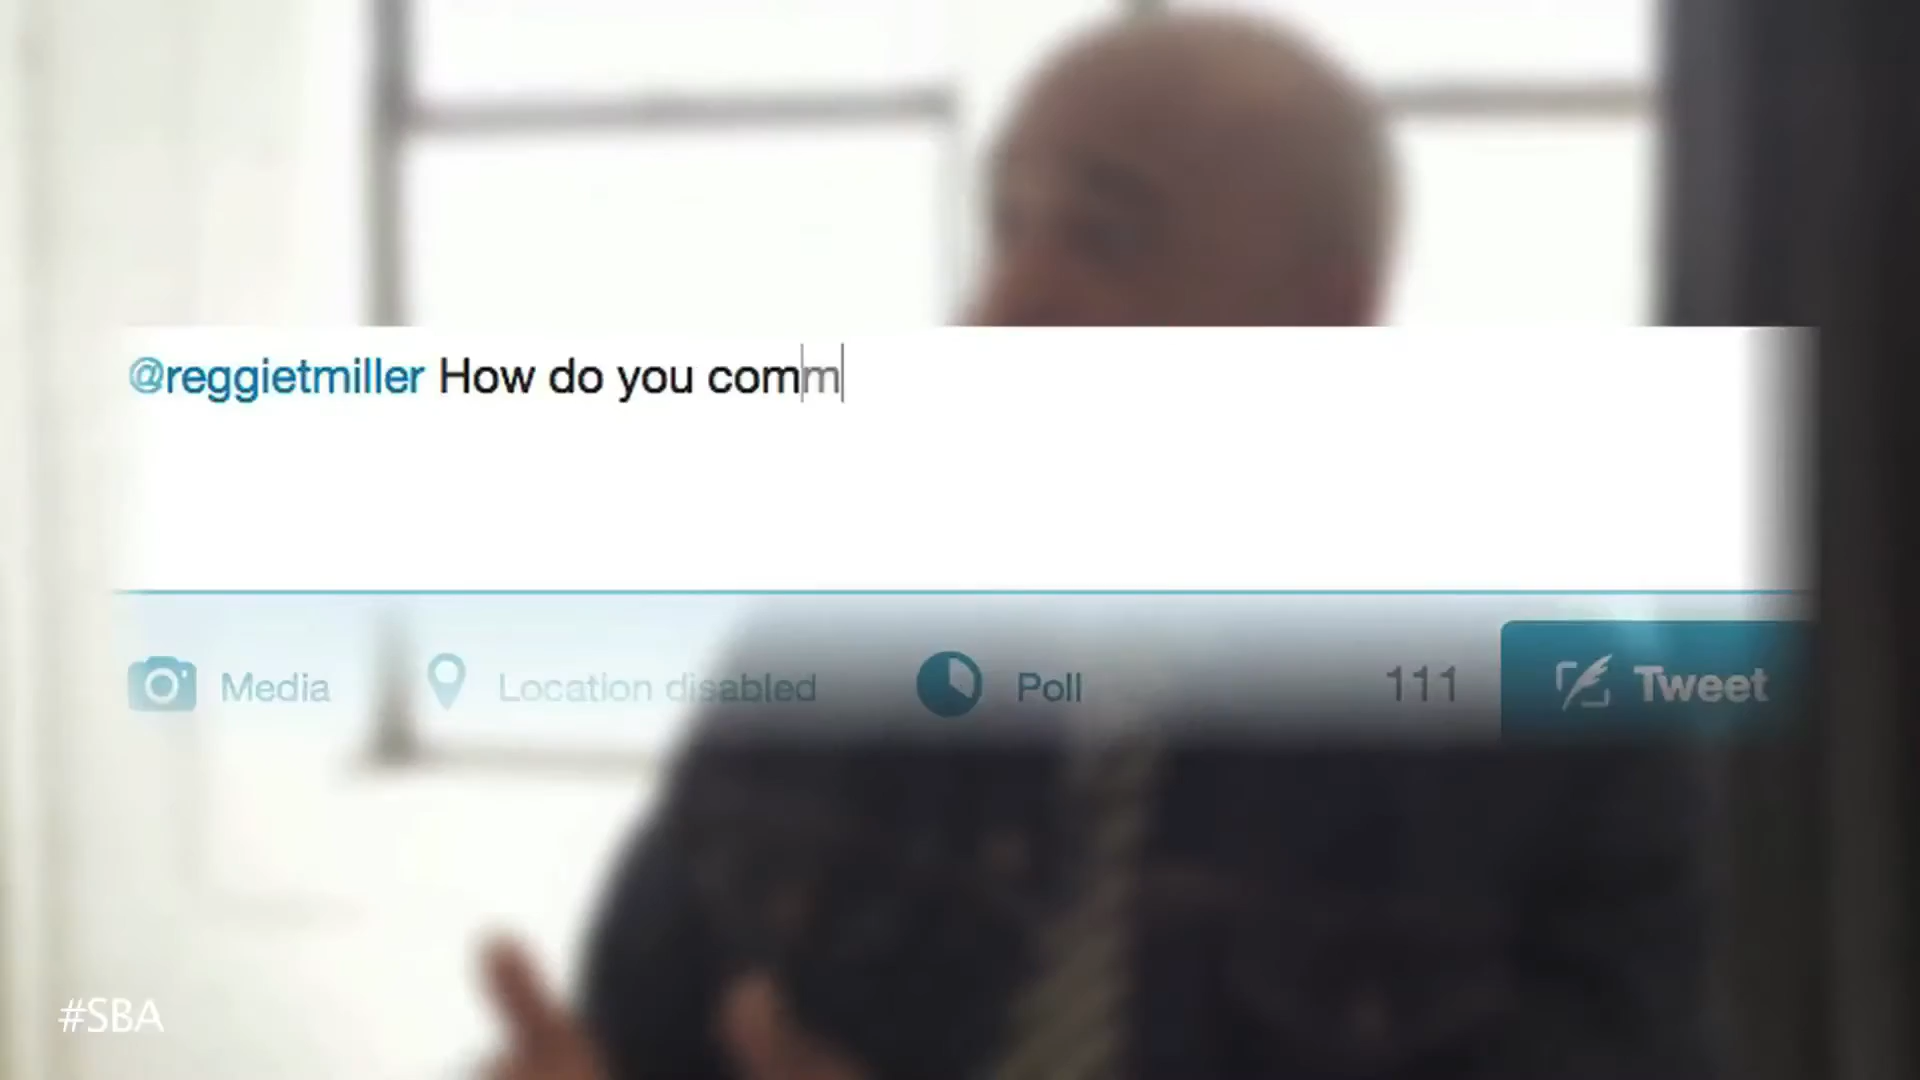 @reggietmiller How do you comm
Media Location disabled Poll 111 Tweet
#SBA